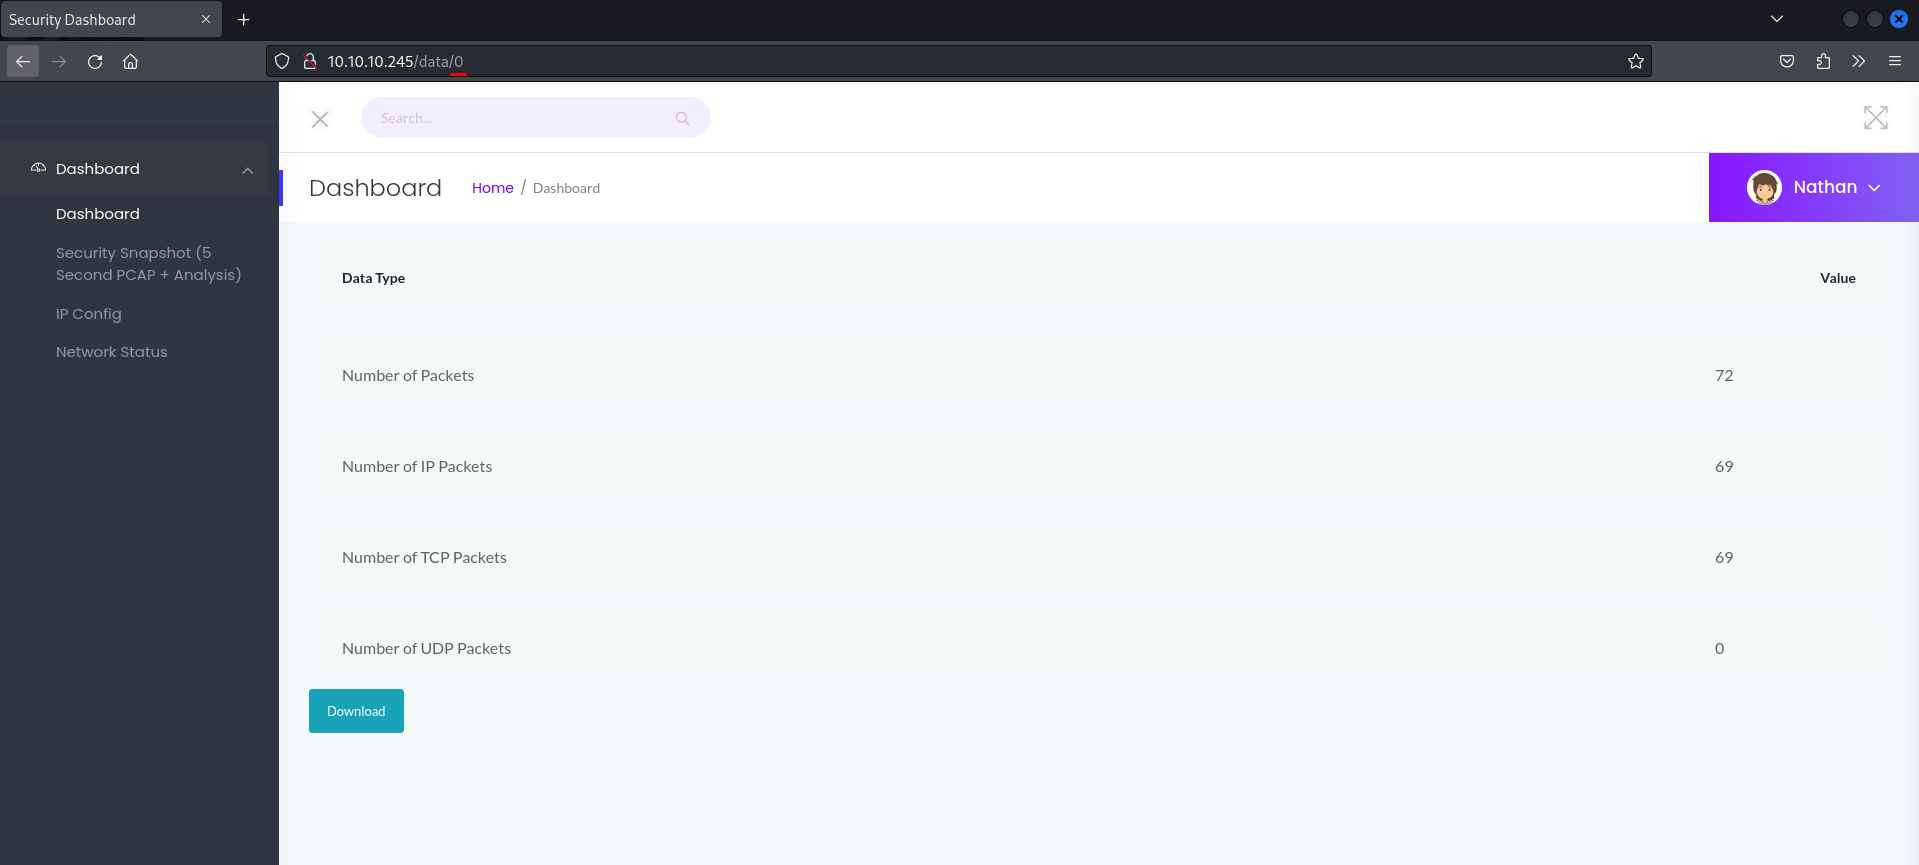 Security Dashboard
10.10.10.245/data/0
Search...
Dashboard
Dashboard
Security Snapshot (5
Second PCAP + Analysis)
IP Config
Network Status
Dashboard
Home / Dashboard
Nathan
Data Type Value
Number of Packets 72
Number of IP Packets 69
Number of TCP Packets 69
Number of UDP Packets 0
Download